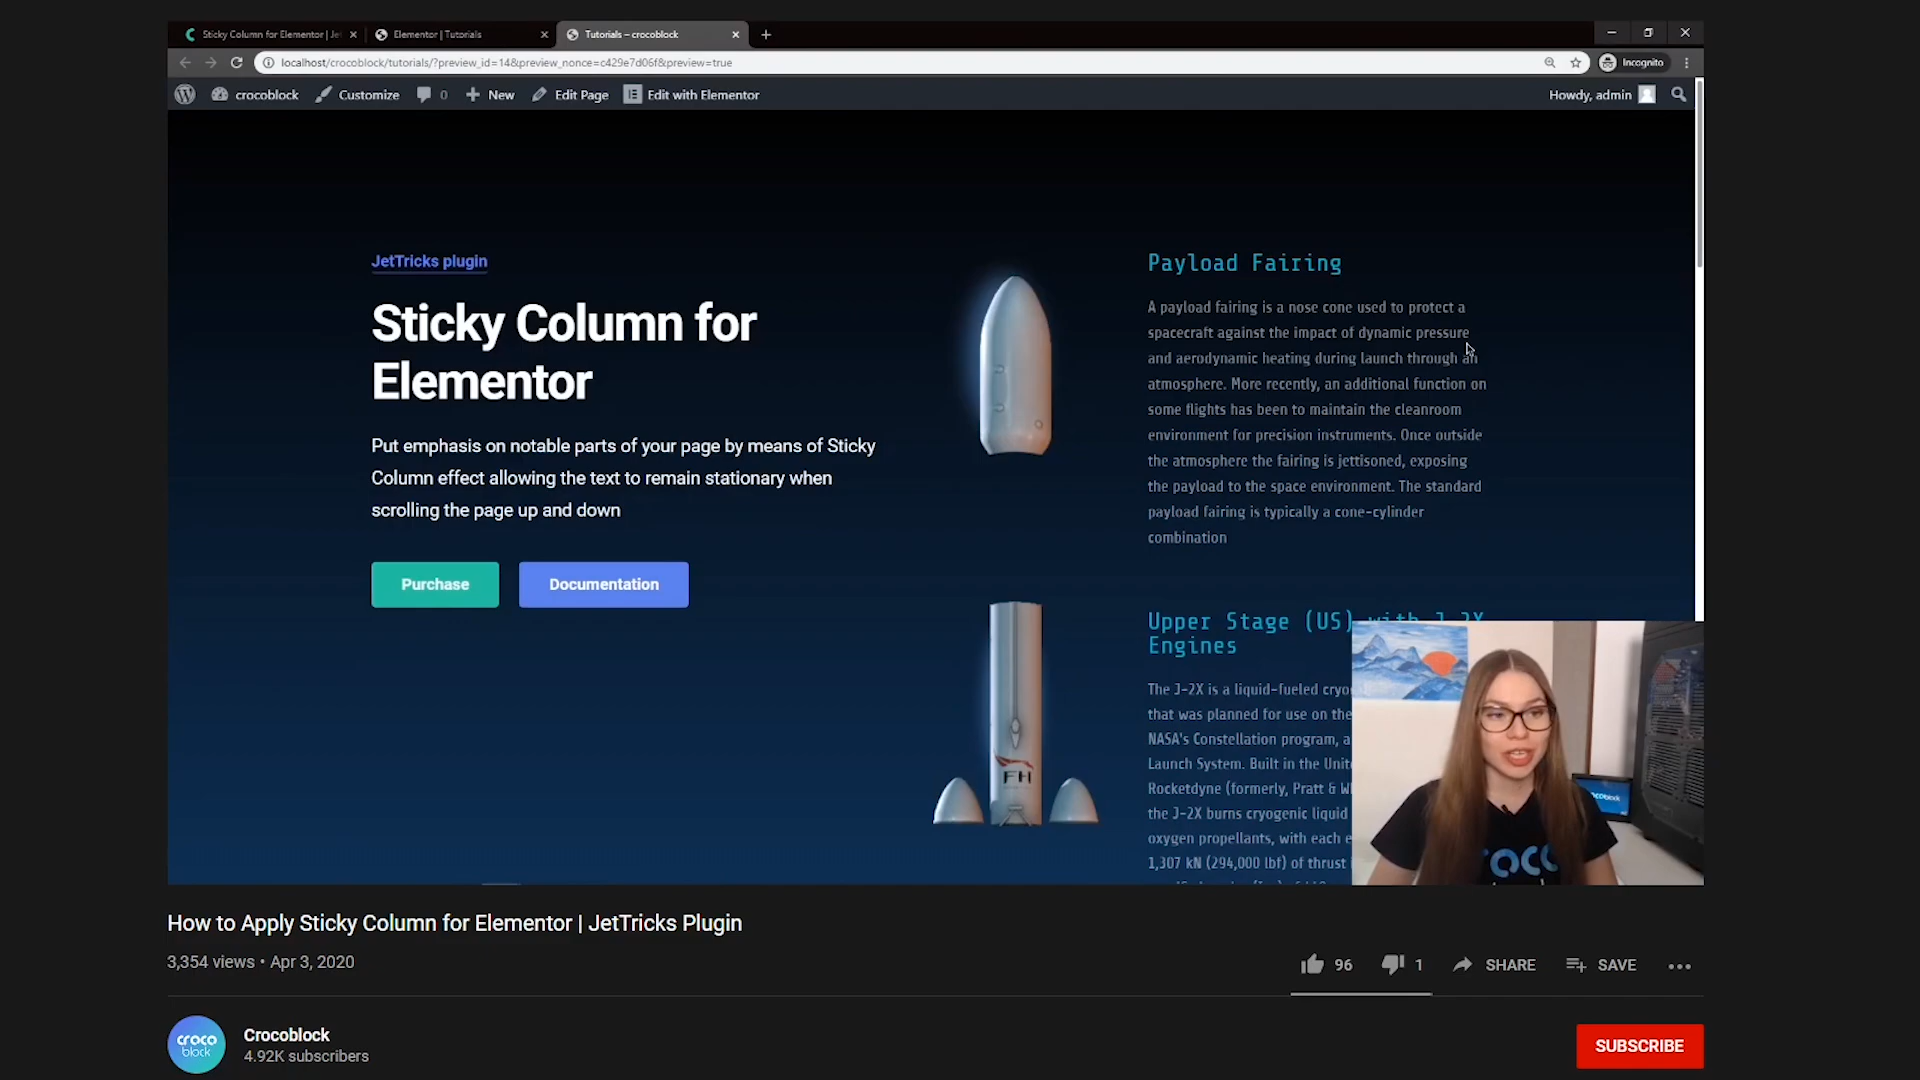 Sticky Column for Elementor | Je
Elementor | Tutorials
Tutorials – crocoblock
localhost/crocoblock/tutorials/?preview_id=14&preview_nonce=c429e7d06f&preview=true
Incognito
crocoblock
Customize
0
New
Edit Page
Edit with Elementor
Howdy, admin
JetTricks plugin
Sticky Column for
Elementor
Put emphasis on notable parts of your page by means of Sticky
Column effect allowing the text to remain stationary when
scrolling the page up and down
Purchase
Documentation
Payload Fairing
A payload fairing is a nose cone used to protect a
spacecraft against the impact of dynamic pressure
and aerodynamic heating during launch through an
atmosphere. More recently, an additional function on
some flights has been to maintain the cleanroom
environment for precision instruments. Once outside
the atmosphere the fairing is jettisoned, exposing
the payload to the space environment. The standard
payload fairing is typically a cone-cylinder
combination
FH
Upper Stage (US) with J-2X
Engines
The J-2X is a liquid-fueled cryo
that was planned for use on the
NASA's Constellation program, a
Launch System. Built in the Unit
Rocketdyne (formerly, Pratt & W
the J-2X burns cryogenic liquid
oxygen propellants, with each e
1,307 kN (294,000 lbf) of thrust
ocoblock
croco
How to Apply Sticky Column for Elementor | JetTricks Plugin
3,354 views • Apr 3, 2020
96
1
SHARE
SAVE
croco
block
Crocoblock
4.92K subscribers
SUBSCRIBE